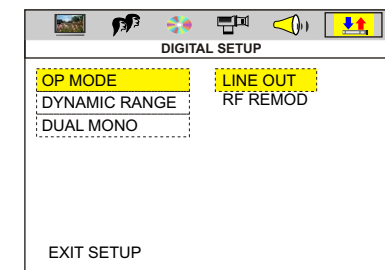 DIGITAL SETUP
OP MODE
LINE OUT
DYNAMIC RANGE
RF REMOD
DUAL MONO
EXIT SETUP